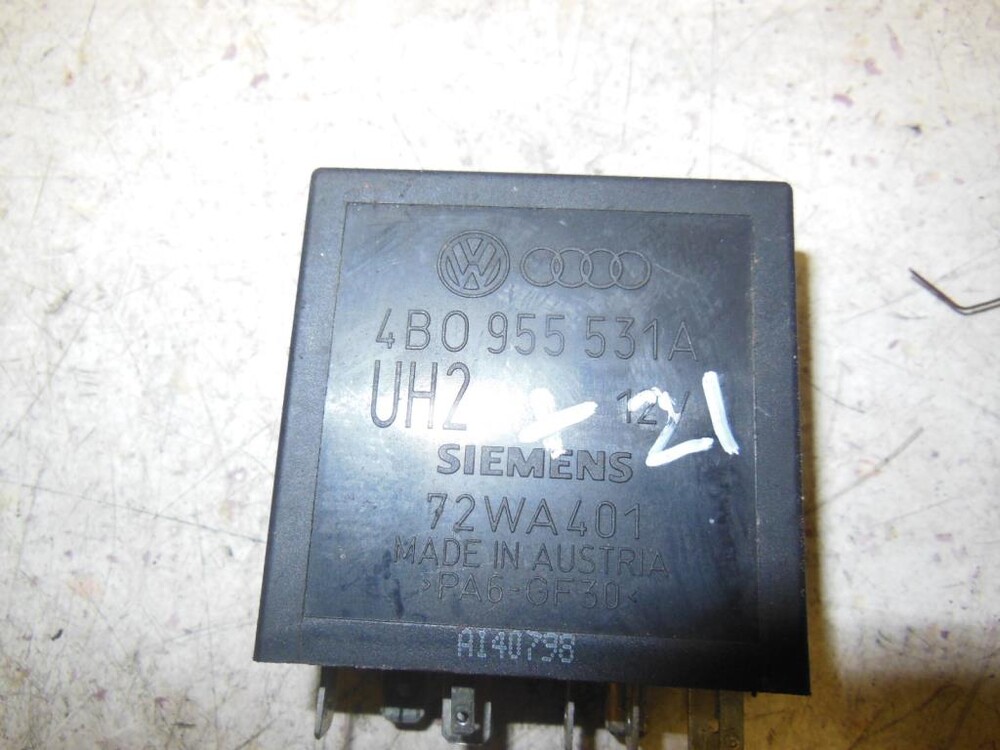 4B0 955 531A
UH2 12V
21
SIEMENS
72WA401
MADE IN AUSTRIA
>PA6-GF30<
A140798